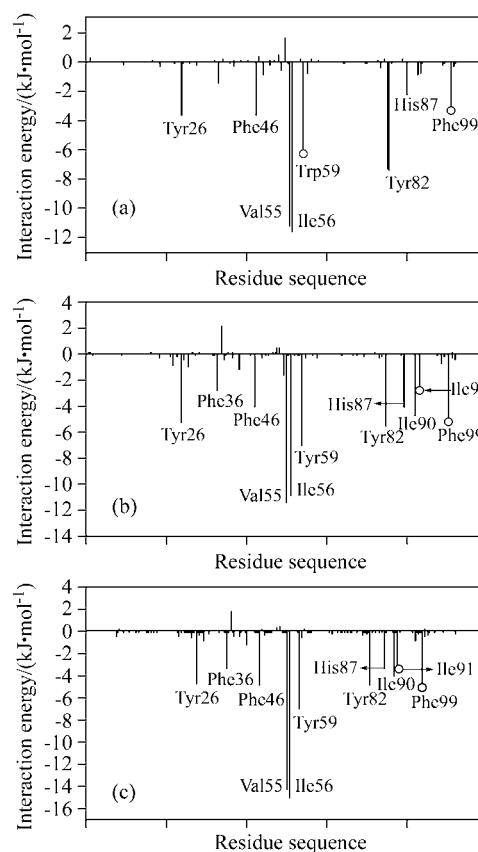 Interaction energy/(kJ•mol⁻¹)
2
0
-2
-4
-6
-8
-10
-12
Tyr26
Phe46
Trp59
His87
Phe99
Tyr82
Val55
Ile56
(a)
Residue sequence
Interaction energy/(kJ•mol⁻¹)
4
2
0
-2
-4
-6
-8
-10
-12
-14
Phe36
Ile9
His87
Tyr26
Phe46
Tyr82
Ile90
Phe99
Tyr59
Val55
Ile56
(b)
Residue sequence
Interaction energy/(kJ•mol⁻¹)
4
2
0
-2
-4
-6
-8
-10
-12
-14
-16
Tyr26
Phe36
Phe46
His87
Ile91
Tyr82
Ile90
Phe99
Tyr59
Val55
Ile56
(c)
Residue sequence